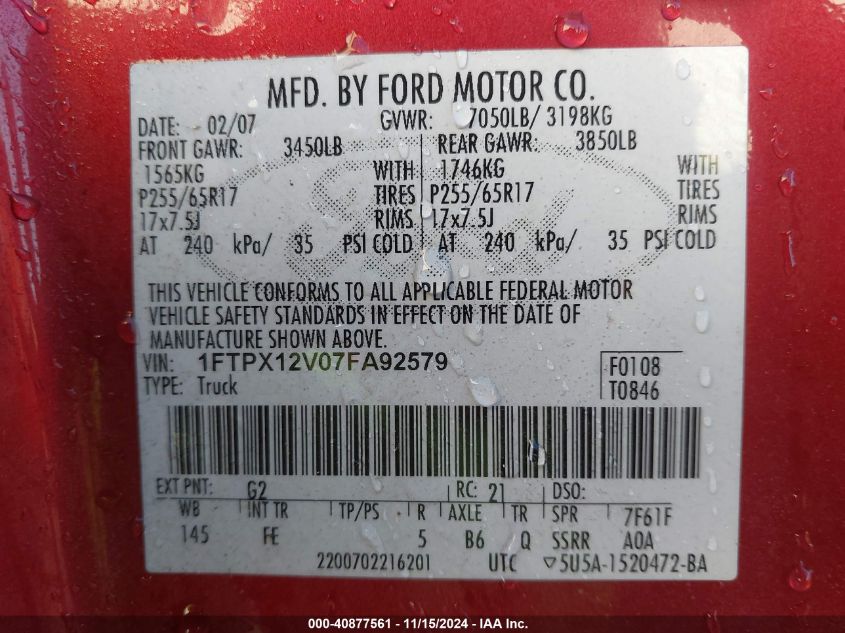 MFD. BY FORD MOTOR CO.
DATE: 02/07 GVWR: 7050LB/ 3198KG
FRONT GAWR: 3450LB REAR GAWR: 3850LB
1565KG WITH 1746KG WITH
P255/65R17 TIRES P255/65R17 TIRES
17x7.5J RIMS 17x7.5J RIMS
AT 240 kPa/ 35 PSI COLD AT 240 kPa/ 35 PSI COLD
THIS VEHICLE CONFORMS TO ALL APPLICABLE FEDERAL MOTOR
VEHICLE SAFETY STANDARDS IN EFFECT ON THE DATE OF
MANUFACTURE SHOWN ABOVE.
VIN: 1FTPX12V07FA92579 F0108
TYPE: Truck T0846
EXT PNT: G2 RC: 21 DSO:
WB INT TR TP/PS R AXLE TR SPR 7F61F
145 FE 5 B6 Q SSRR A0A
2200702216201 UTC ▽5U5A-1520472-BA
000-40877561 - 11/15/2024 - IAA Inc.